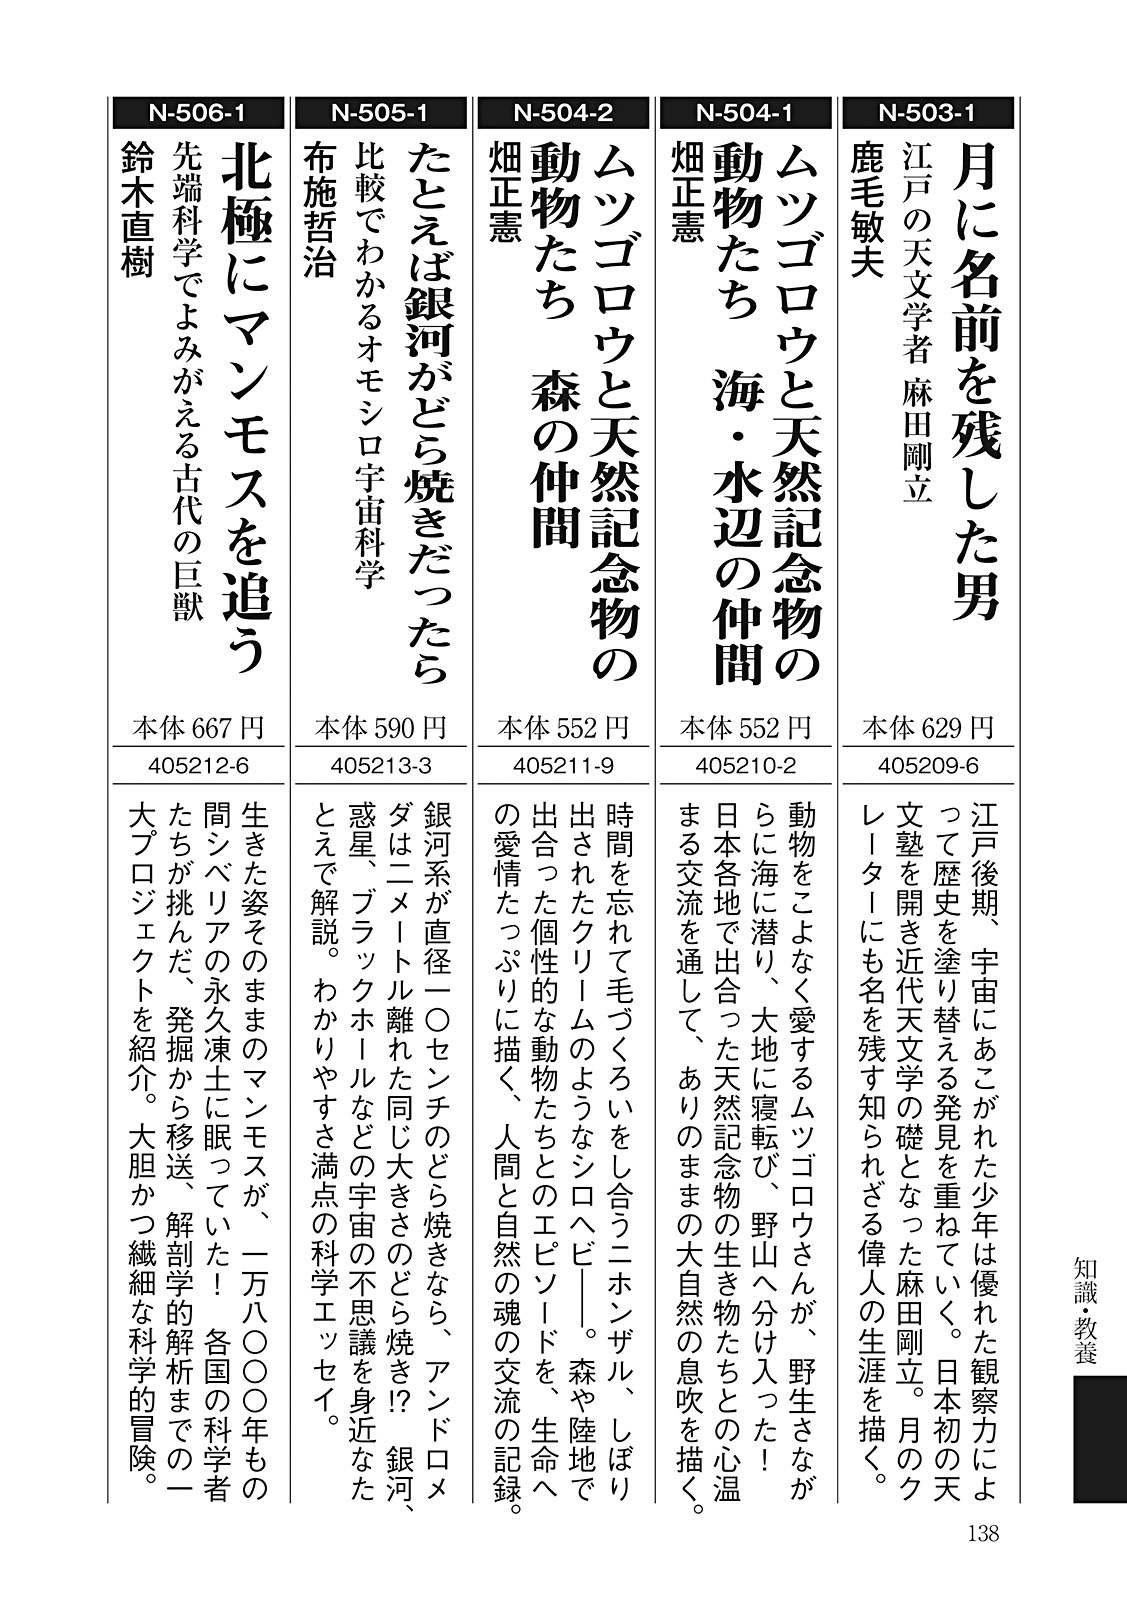 N-503-1
月に名前を残した男
江戸の天文学者 麻田剛立
鹿毛敏夫
本体629円
405209-6
江戸後期、宇宙にあこがれた少年は優れた観察力によ
って歴史を塗り替える発見を重ねていく。日本初の天
文塾を開き近代天文学の礎となった麻田剛立。月のク
レーターにも名を残す知られざる偉人の生涯を描く。
N-504-1
ムツゴロウと天然記念物の
動物たち 海・水辺の仲間
畑正憲
本体552円
405210-2
動物をこよなく愛するムツゴロウさんが、野生さなが
らに海に潜り、大地に寝転び、野山へ分け入った！
日本各地で出合った天然記念物の生き物たちとの心温
まる交流を通して、ありのままの大自然の息吹を描く。
N-504-2
ムツゴロウと天然記念物の
動物たち 森の仲間
畑正憲
本体552円
405211-9
時間を忘れて毛づくろいをし合うニホンザル、しぼり
出されたクリームのようなシロヘビ――。森や陸地で
出合った個性的な動物たちとのエピソードを、生命へ
の愛情たっぷりに描く、人間と自然の魂の交流の記録。
N-505-1
たとえば銀河がどら焼きだったら
比較でわかるオモシロ宇宙科学
布施哲治
本体590円
405213-3
銀河系が直径一〇センチのどら焼きなら、アンドロメ
ダは二メートル離れた同じ大きさのどら焼き!? 銀河、
惑星、ブラックホールなどの宇宙の不思議を身近なた
とえで解説。わかりやすさ満点の科学エッセイ。
N-506-1
北極にマンモスを追う
先端科学でよみがえる古代の巨獣
鈴木直樹
本体667円
405212-6
生きた姿そのままのマンモスが、一万八〇〇〇年もの
間シベリアの永久凍土に眠っていた！ 各国の科学者
たちが挑んだ、発掘から移送、解剖学的解析までの一
大プロジェクトを紹介。大胆かつ繊細な科学的冒険。
知識・教養
138